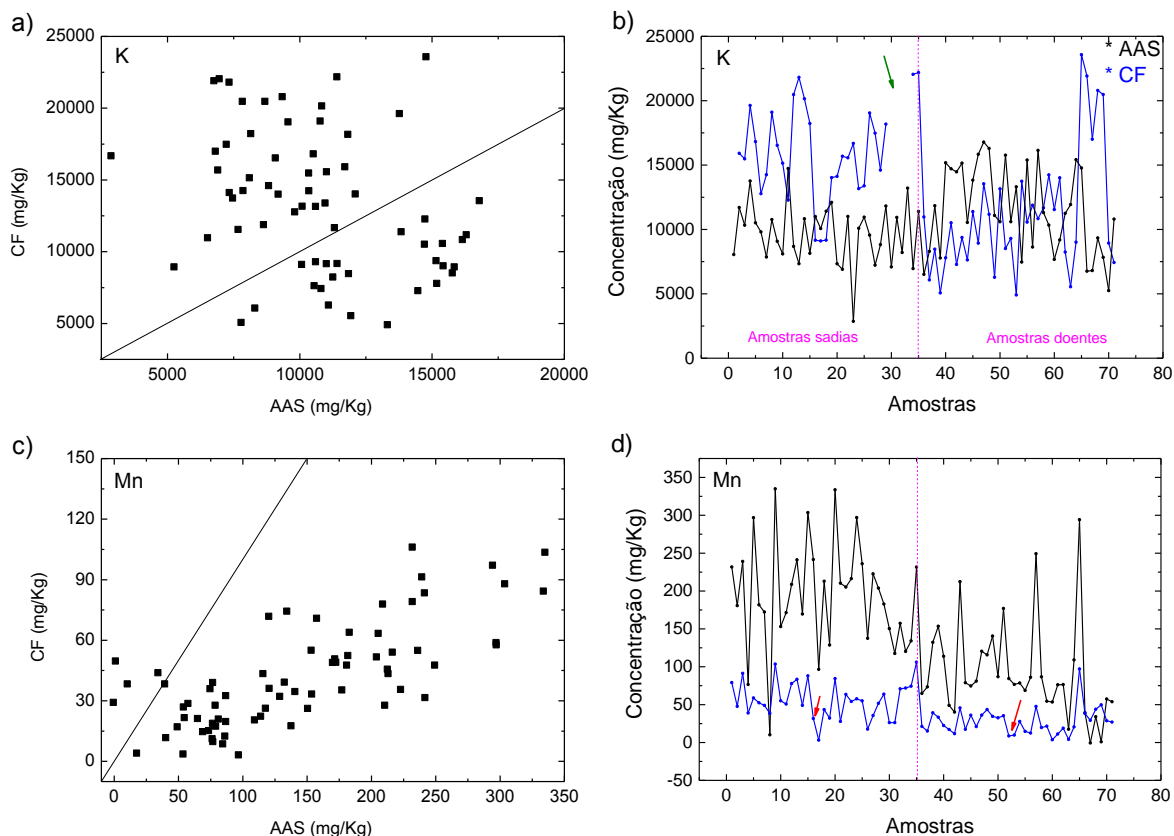 a)
K
25000
20000
15000
10000
5000
CF (mg/Kg)
5000
10000
15000
20000
AAS (mg/Kg)
b)
K
* AAS
* CF
25000
20000
15000
10000
5000
0
Concentração (mg/Kg)
Amostras sadias
Amostras doentes
0
10
20
30
40
50
60
70
80
Amostras
c)
Mn
150
120
90
60
30
0
CF (mg/Kg)
0
50
100
150
200
250
300
350
AAS (mg/Kg)
d)
Mn
350
300
250
200
150
100
50
0
-50
Concentração (mg/Kg)
0
10
20
30
40
50
60
70
80
Amostras